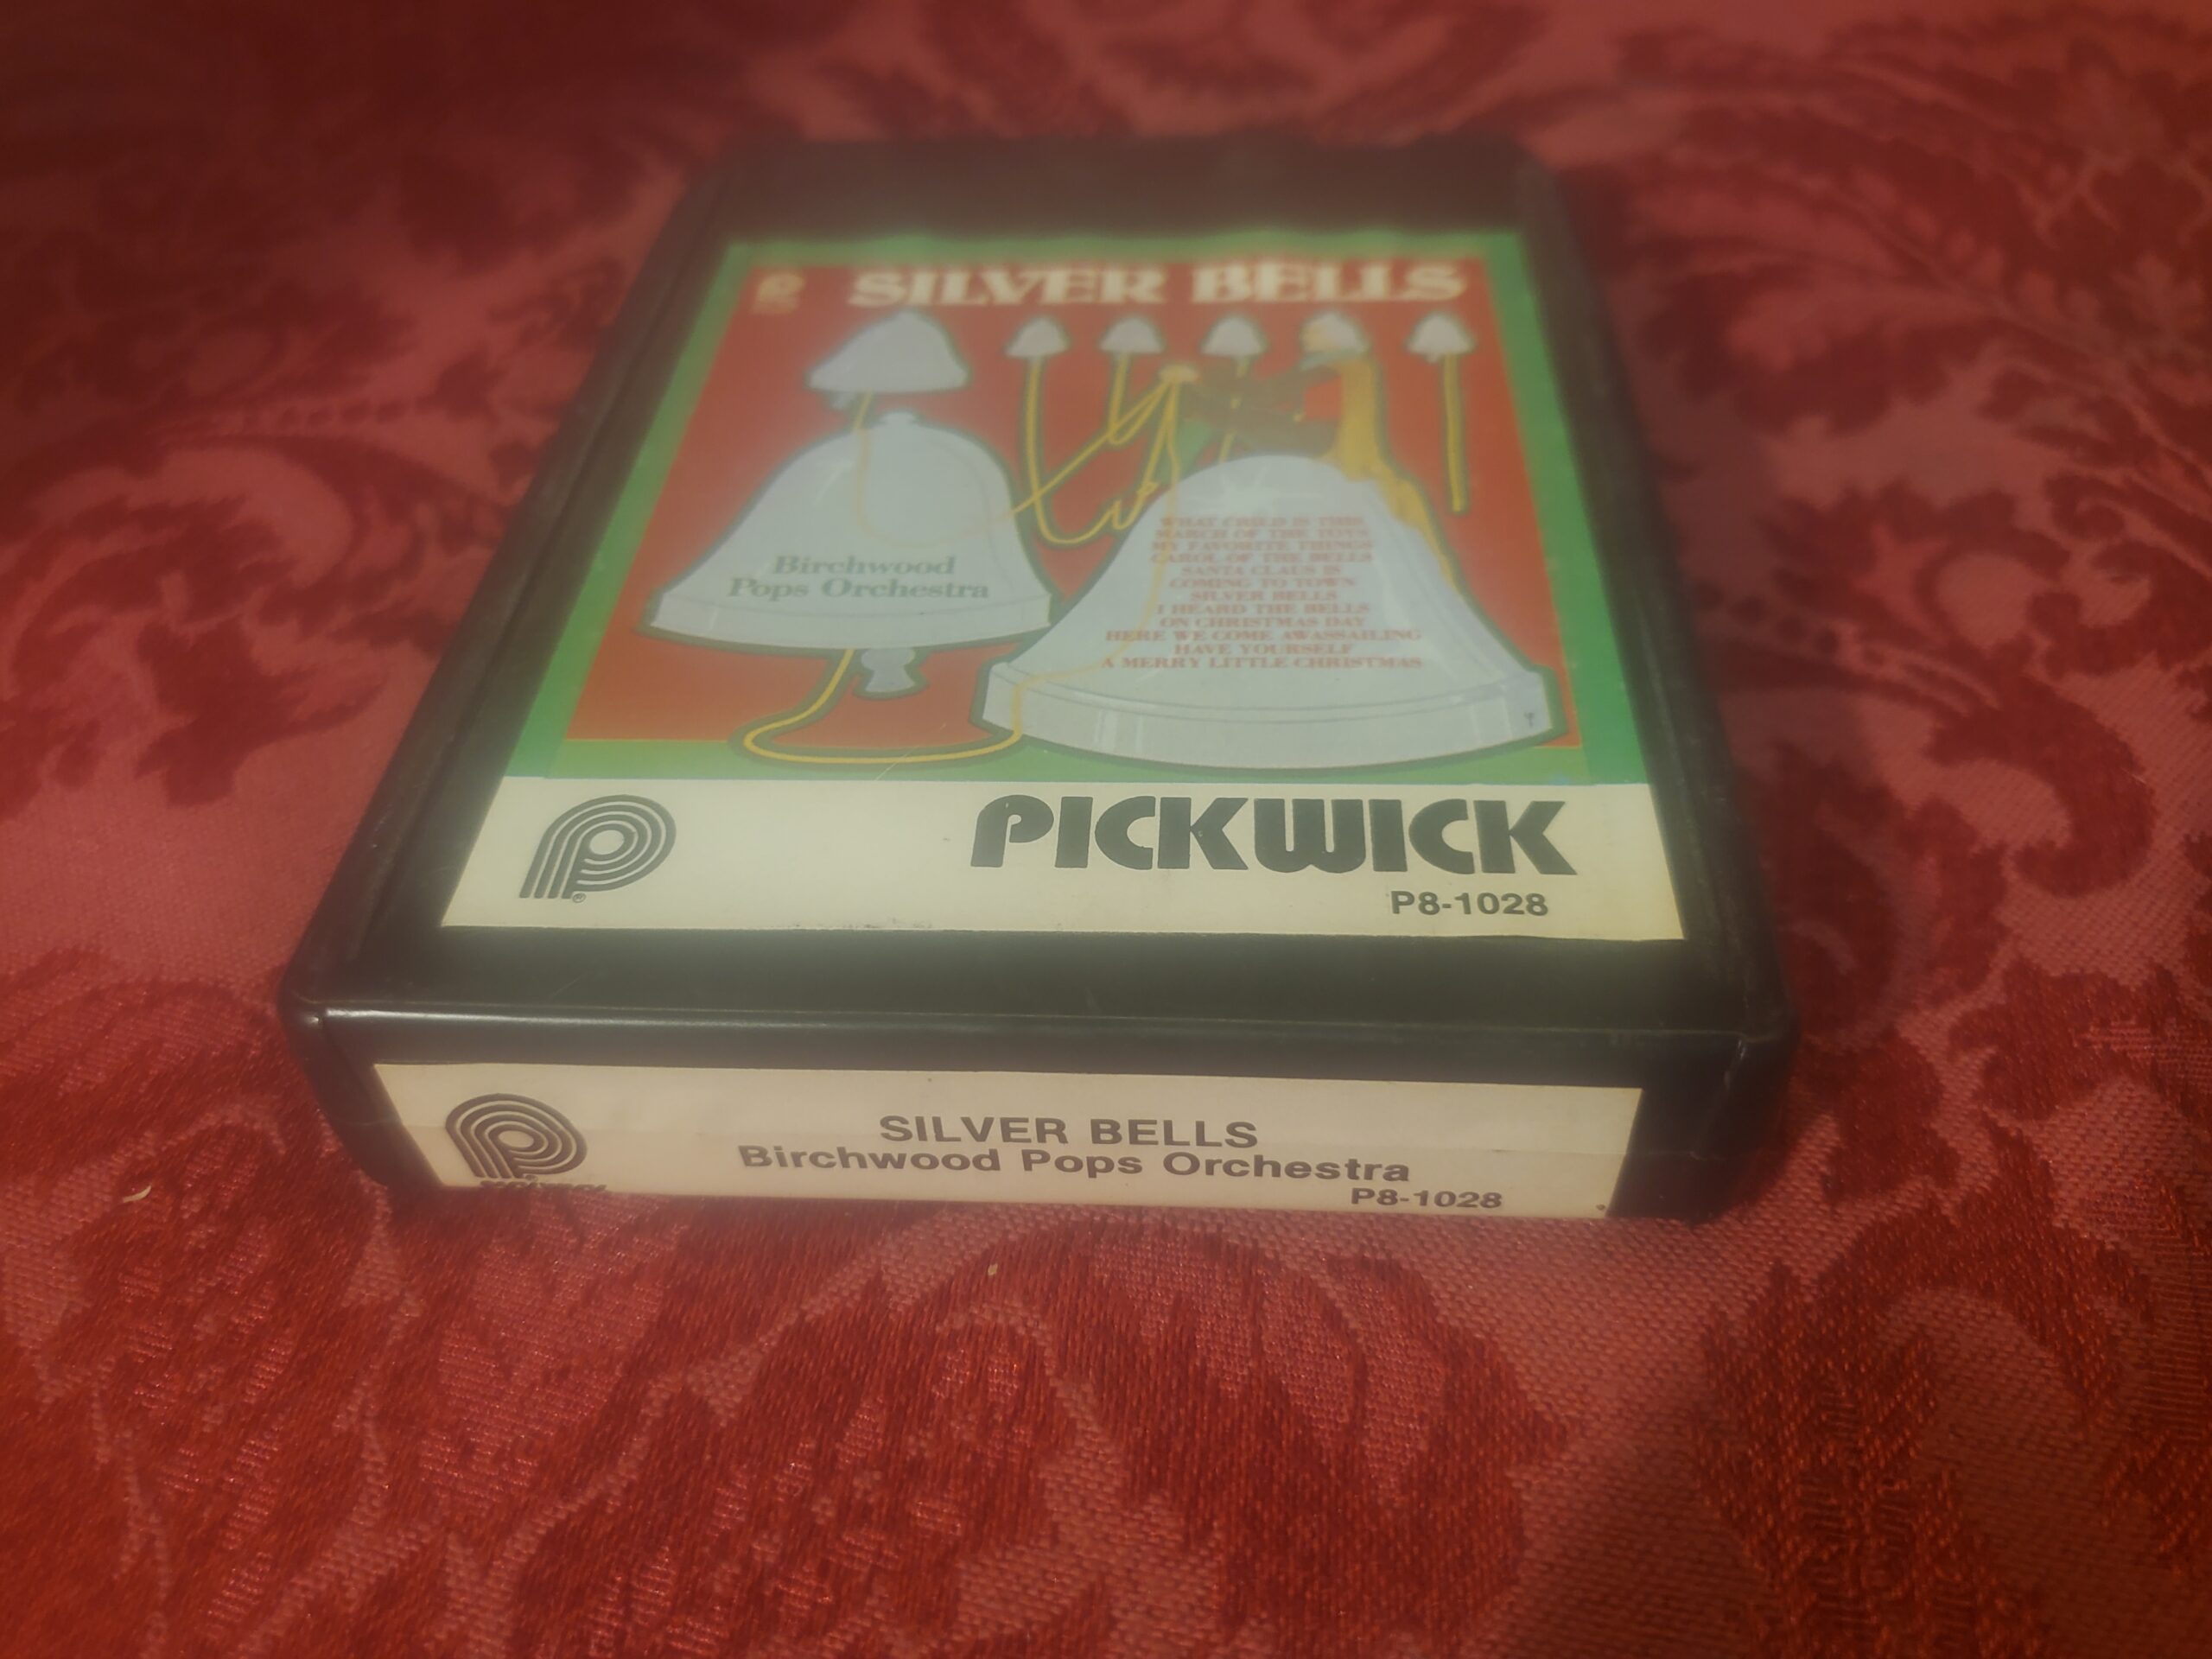 SILVER BELLS
Birchwood
Pops Orchestra
WHAT CHILD IS THIS
MARCH OF THE TOYS
MY FAVORITE THINGS
CAROL OF THE BELLS
SANTA CLAUS IS
COMING TO TOWN
SILVER BELLS
I HEARD THE BELLS
ON CHRISTMAS DAY
HERE WE COME AWASSAILING
HAVE YOURSELF
A MERRY LITTLE CHRISTMAS
PICKWICK
P8-1028
SILVER BELLS
Birchwood Pops Orchestra
P8-1028